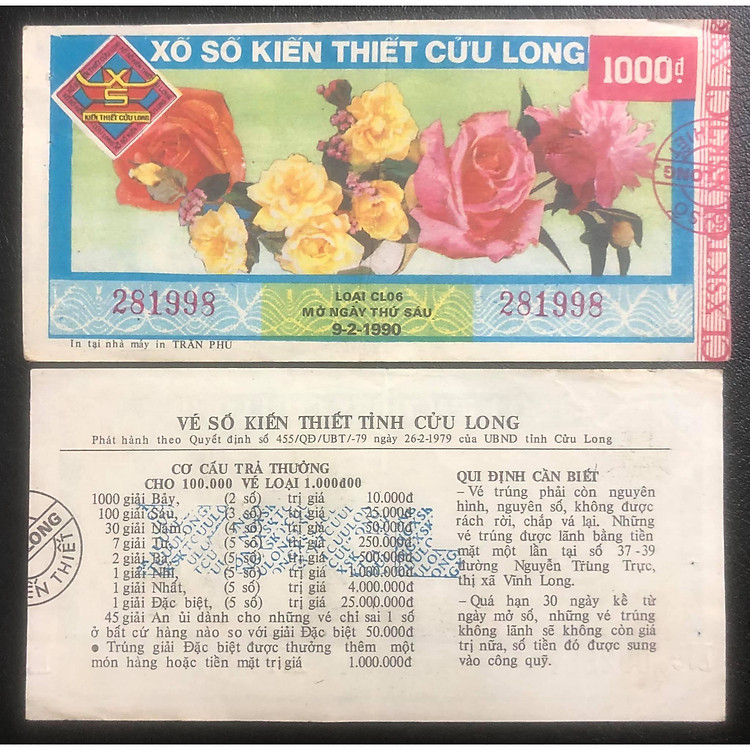 XỔ SỐ KIẾN THIẾT CỬU LONG
1000đ
XS
KIẾN THIẾT CỬU LONG
281998
LOẠI CL06
MỞ NGÀY THỨ SÁU
9-2-1990
281998
In tại nhà máy in TRẦN PHÚ
VÉ SỐ KIẾN THIẾT TỈNH CỬU LONG
Phát hành theo Quyết định số 455/QĐ/UBT/-79 ngày 26-2-1979 của UBND tỉnh Cửu Long
CƠ CẤU TRẢ THƯỞNG
CHO 100.000 VÉ LOẠI 1.000đ00
1000 giải Bảy, (2 số) trị giá 10.000đ
100 giải Sáu, (3 số) trị giá 25.000đ
30 giải Năm, (4 số) trị giá 50.000đ
7 giải Tư, (5 số) trị giá 250.000đ
2 giải Ba, (5 số) trị giá 500.000đ
1 giải Nhì, (5 số) trị giá 1.000.000đ
1 giải Nhất, (5 số) trị giá 4.000.000đ
1 giải Đặc biệt, (5 số) trị giá 25.000.000đ
45 giải An ủi dành cho những vé chỉ sai 1 số
ở bất cứ hàng nào so với giải Đặc biệt 50.000đ
● Trúng giải Đặc biệt được thưởng thêm một
món hàng hoặc tiền mặt trị giá 1.000.000đ
QUI ĐỊNH CẦN BIẾT
– Vé trúng phải còn nguyên
hình, nguyên số, không được
rách rời, chấp vá lại. Những
vé trúng được lãnh bằng tiền
mặt một lần tại số 37-39
đường Nguyễn Trung Trực,
thị xã Vĩnh Long.
– Quá hạn 30 ngày kể từ
ngày mở số, những vé trúng
không lãnh sẽ không còn giá
trị nữa, số tiền đó được sung
vào công quỹ.